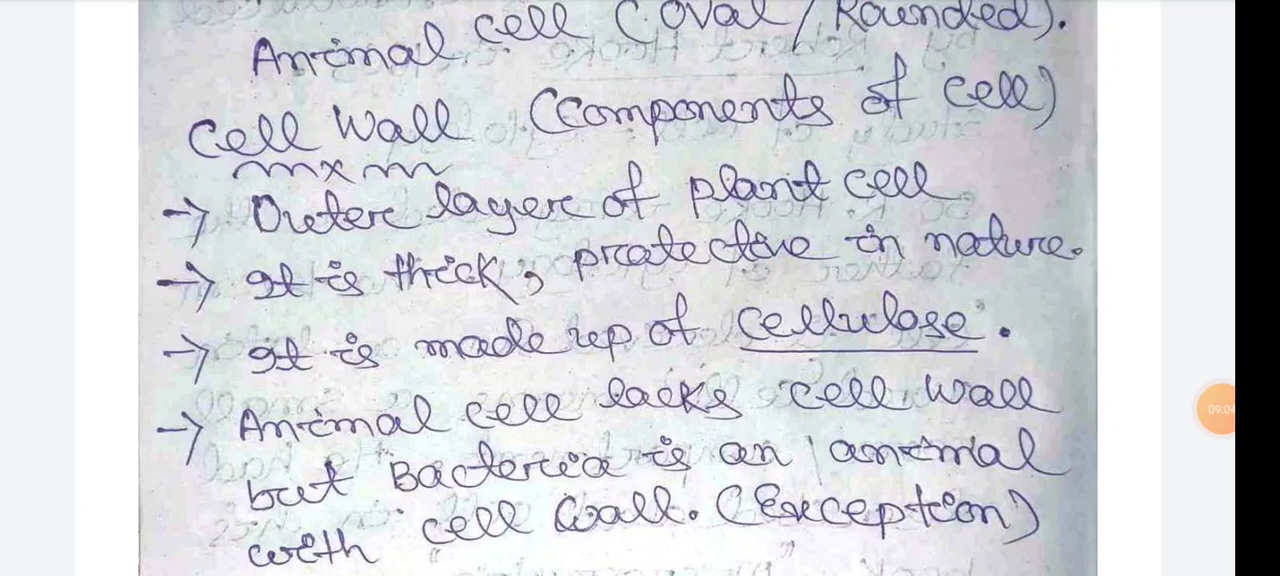 Animal cell (oval / Rounded).
Cell Wall (Components of cell)
→ Outer layer of plant cell
→ It is thick, protective in nature.
→ It is made up of cellulose.
→ Animal cell lacks cell wall
but Bacteria is an animal
with cell wall. (Exception)
09:04